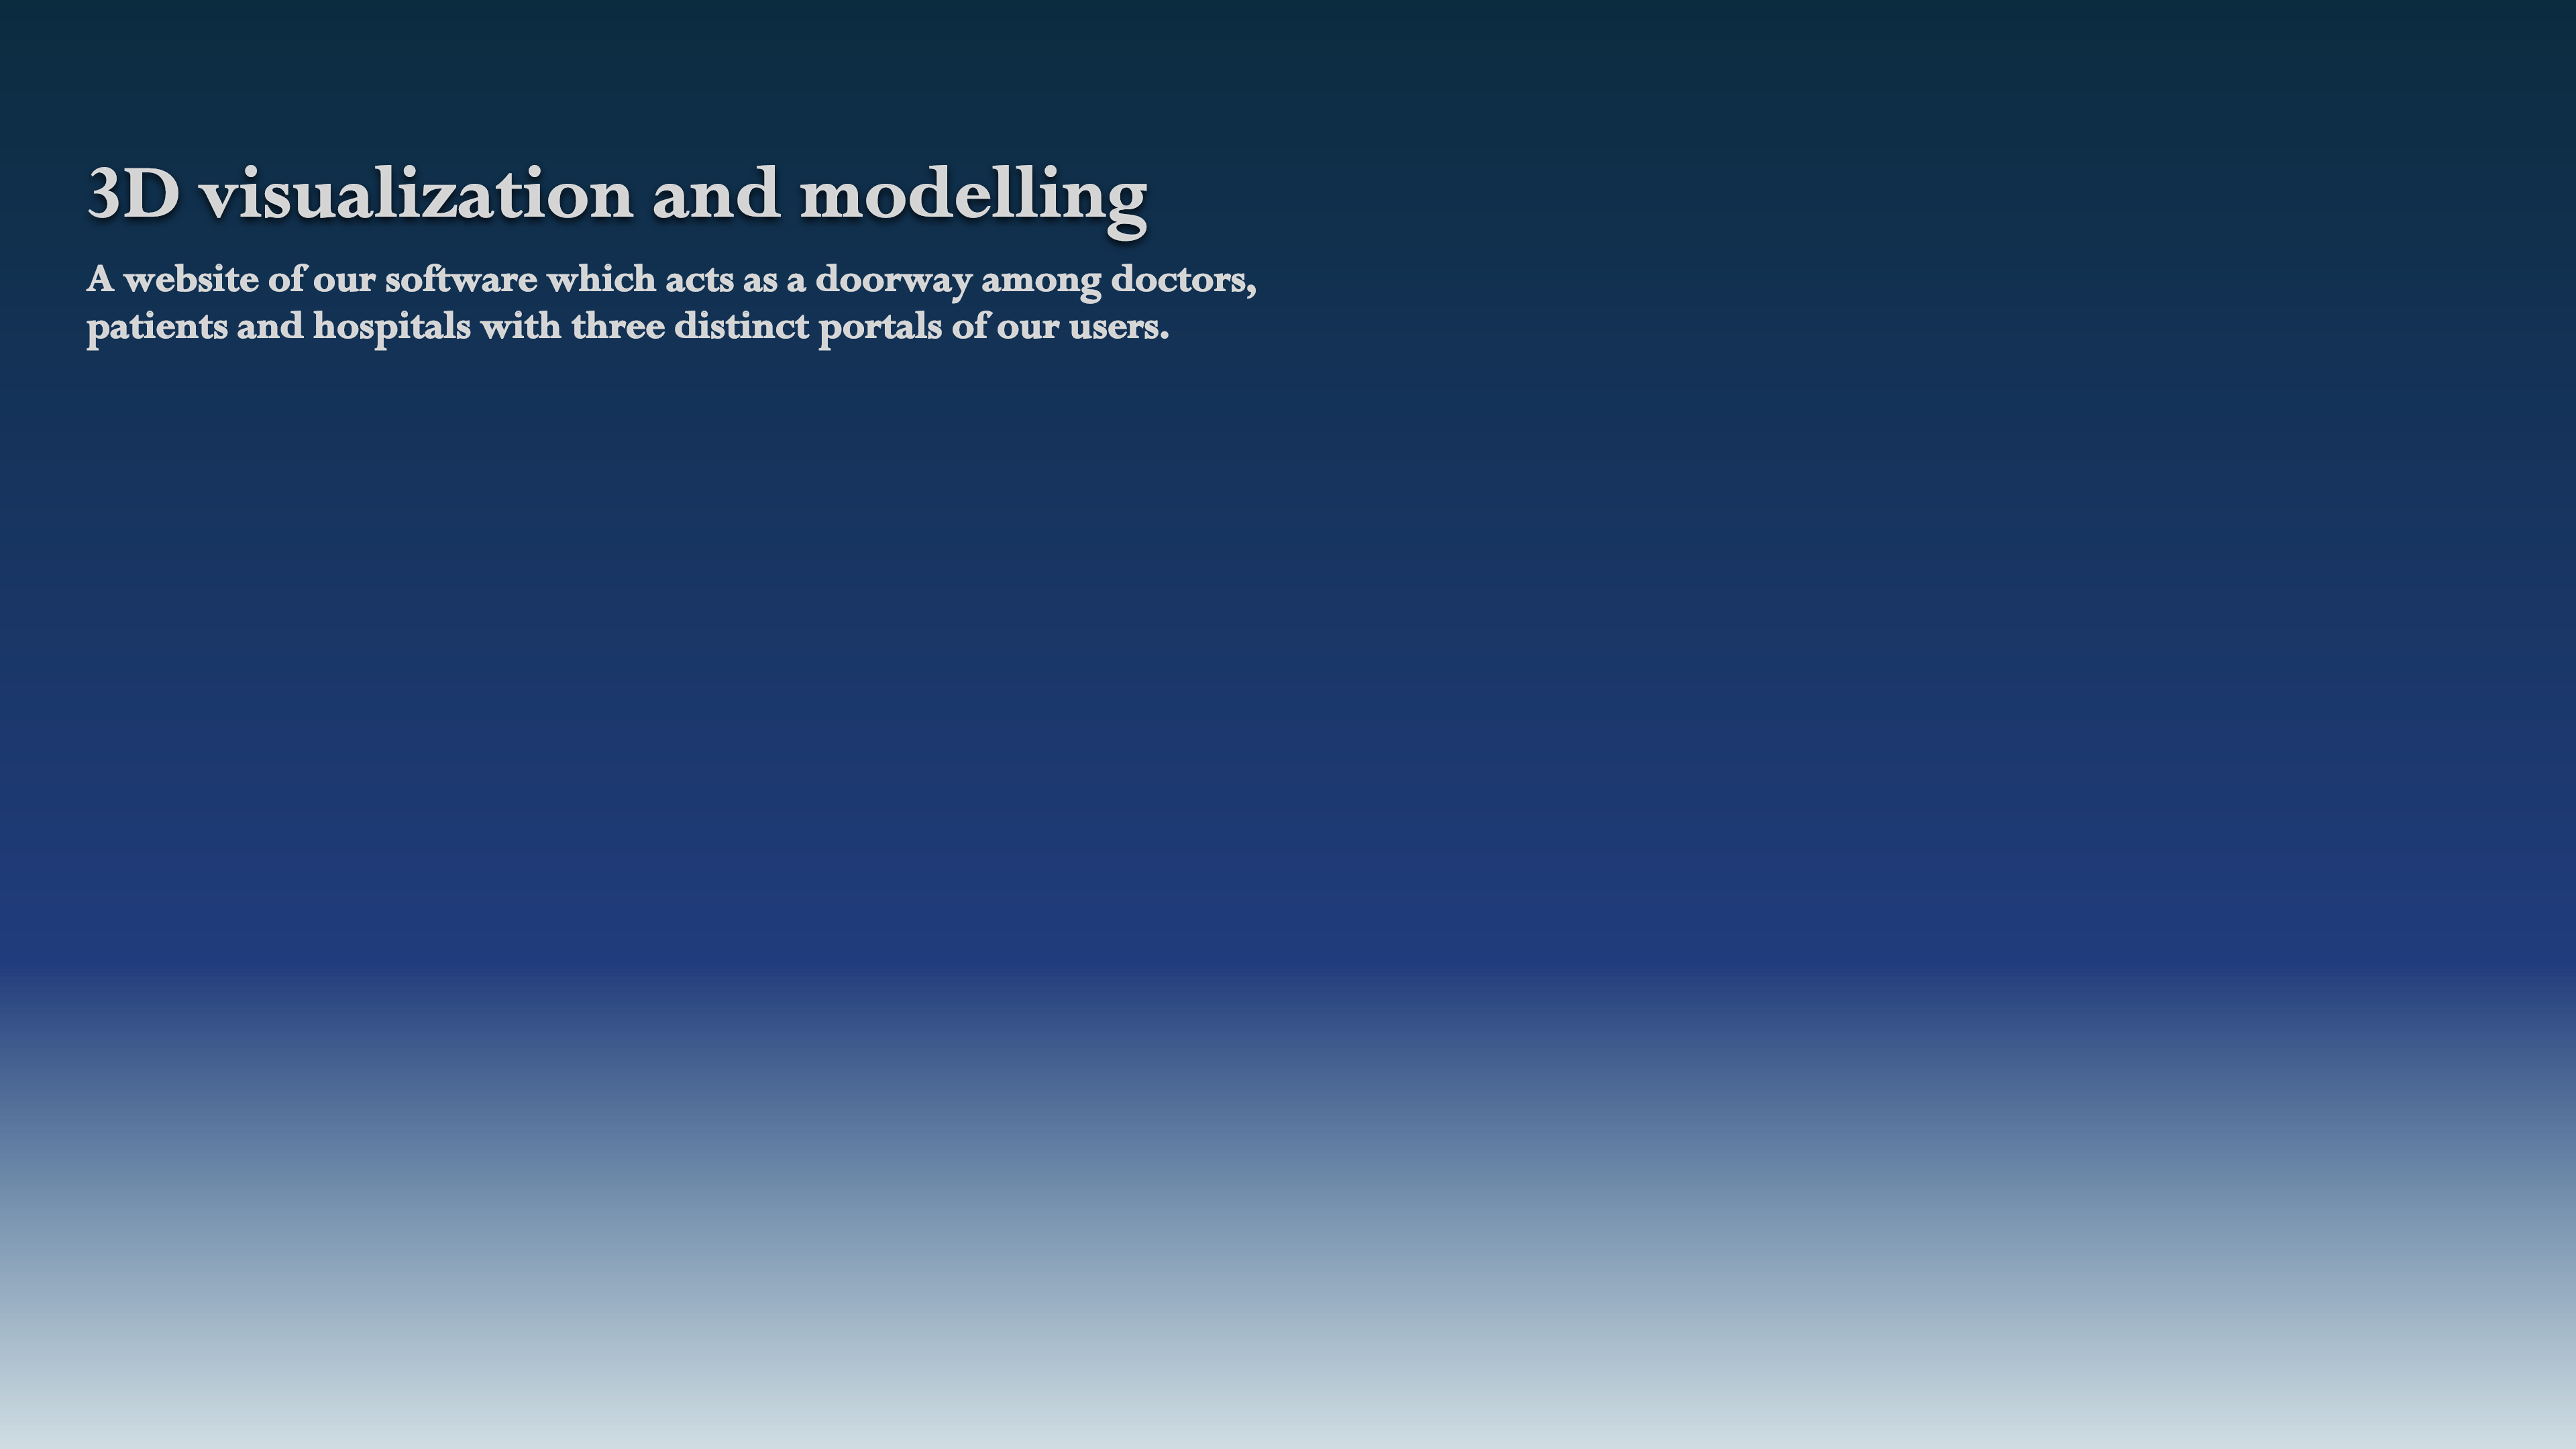 3D visualization and modelling
A website of our software which acts as a doorway among doctors,
patients and hospitals with three distinct portals of our users.